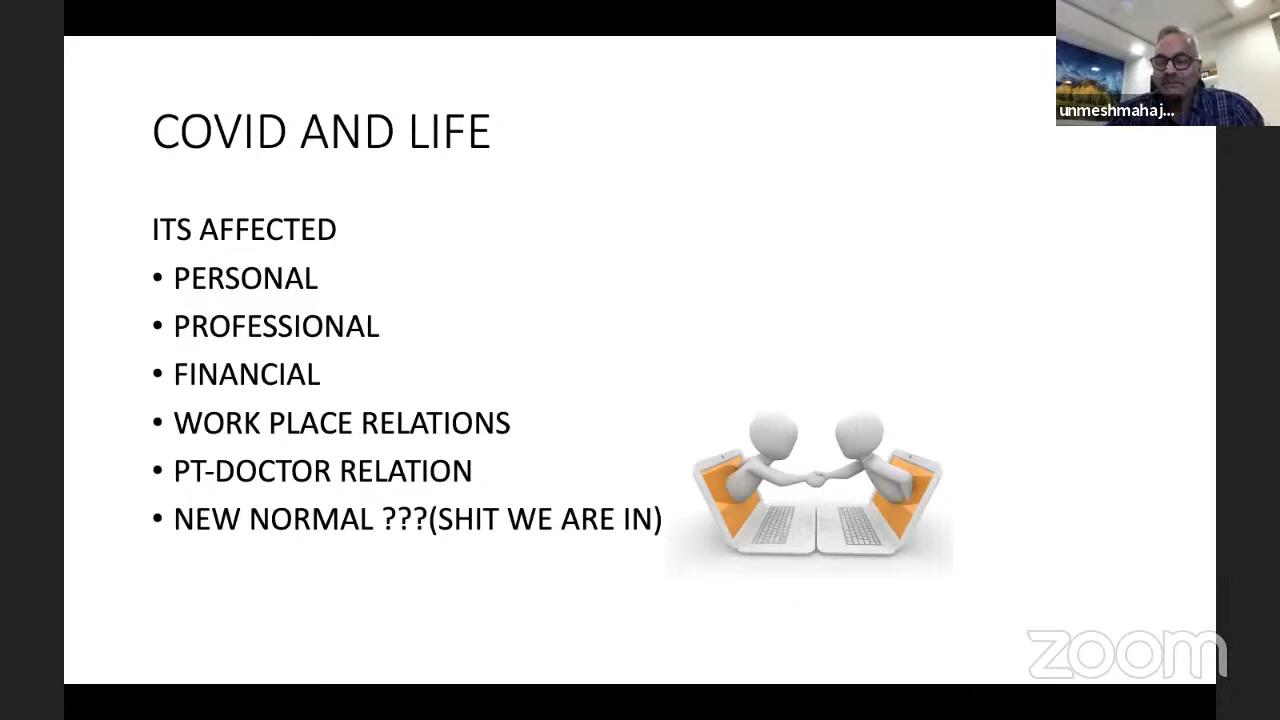 unmeshmahaj...
COVID AND LIFE
ITS AFFECTED
• PERSONAL
• PROFESSIONAL
• FINANCIAL
• WORK PLACE RELATIONS
• PT-DOCTOR RELATION
• NEW NORMAL ???(SHIT WE ARE IN)
zoom